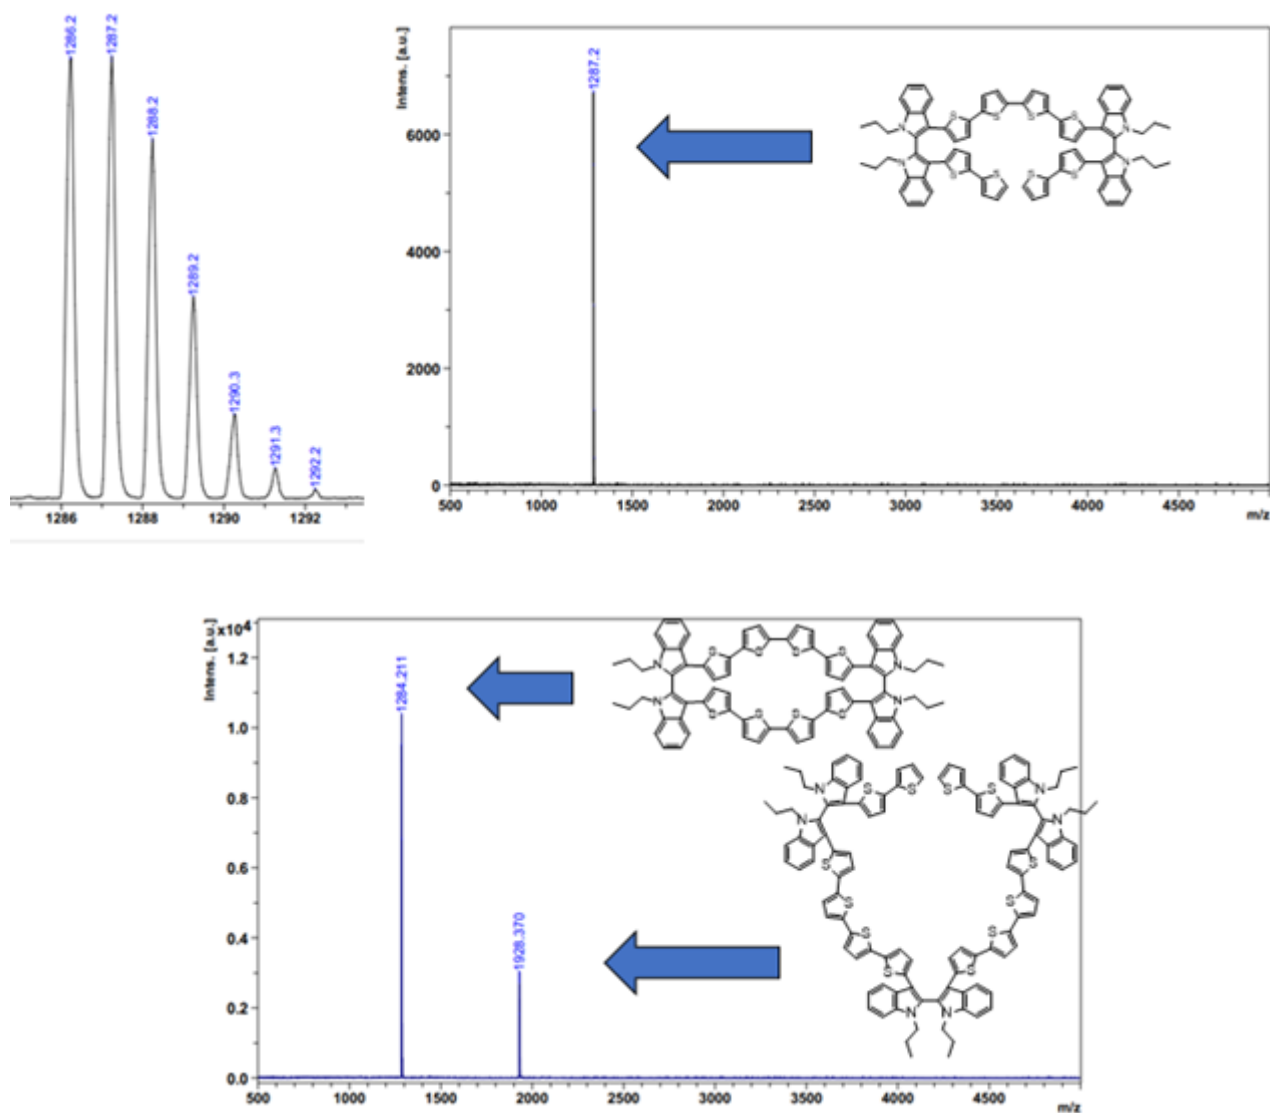 1286.2
1287.2
1288.2
1289.2
1290.3
1291.3
1292.2
1286 1288 1290 1292
Intens. [a.u.]
1287.2
6000
4000
2000
0
500 1000 1500 2000 2500 3000 3500 4000 4500
m/z
N S S S S N
N S S S S N
Intens. [a.u.]
x10⁴
1284.211
1928.370
1.2
1.0
0.8
0.6
0.4
0.2
0.0
500 1000 1500 2000 2500 3000 3500 4000 4500
m/z
N S S S S N
N S S S S N
N S S S S N
N S S N
S S
S S
S S
N N